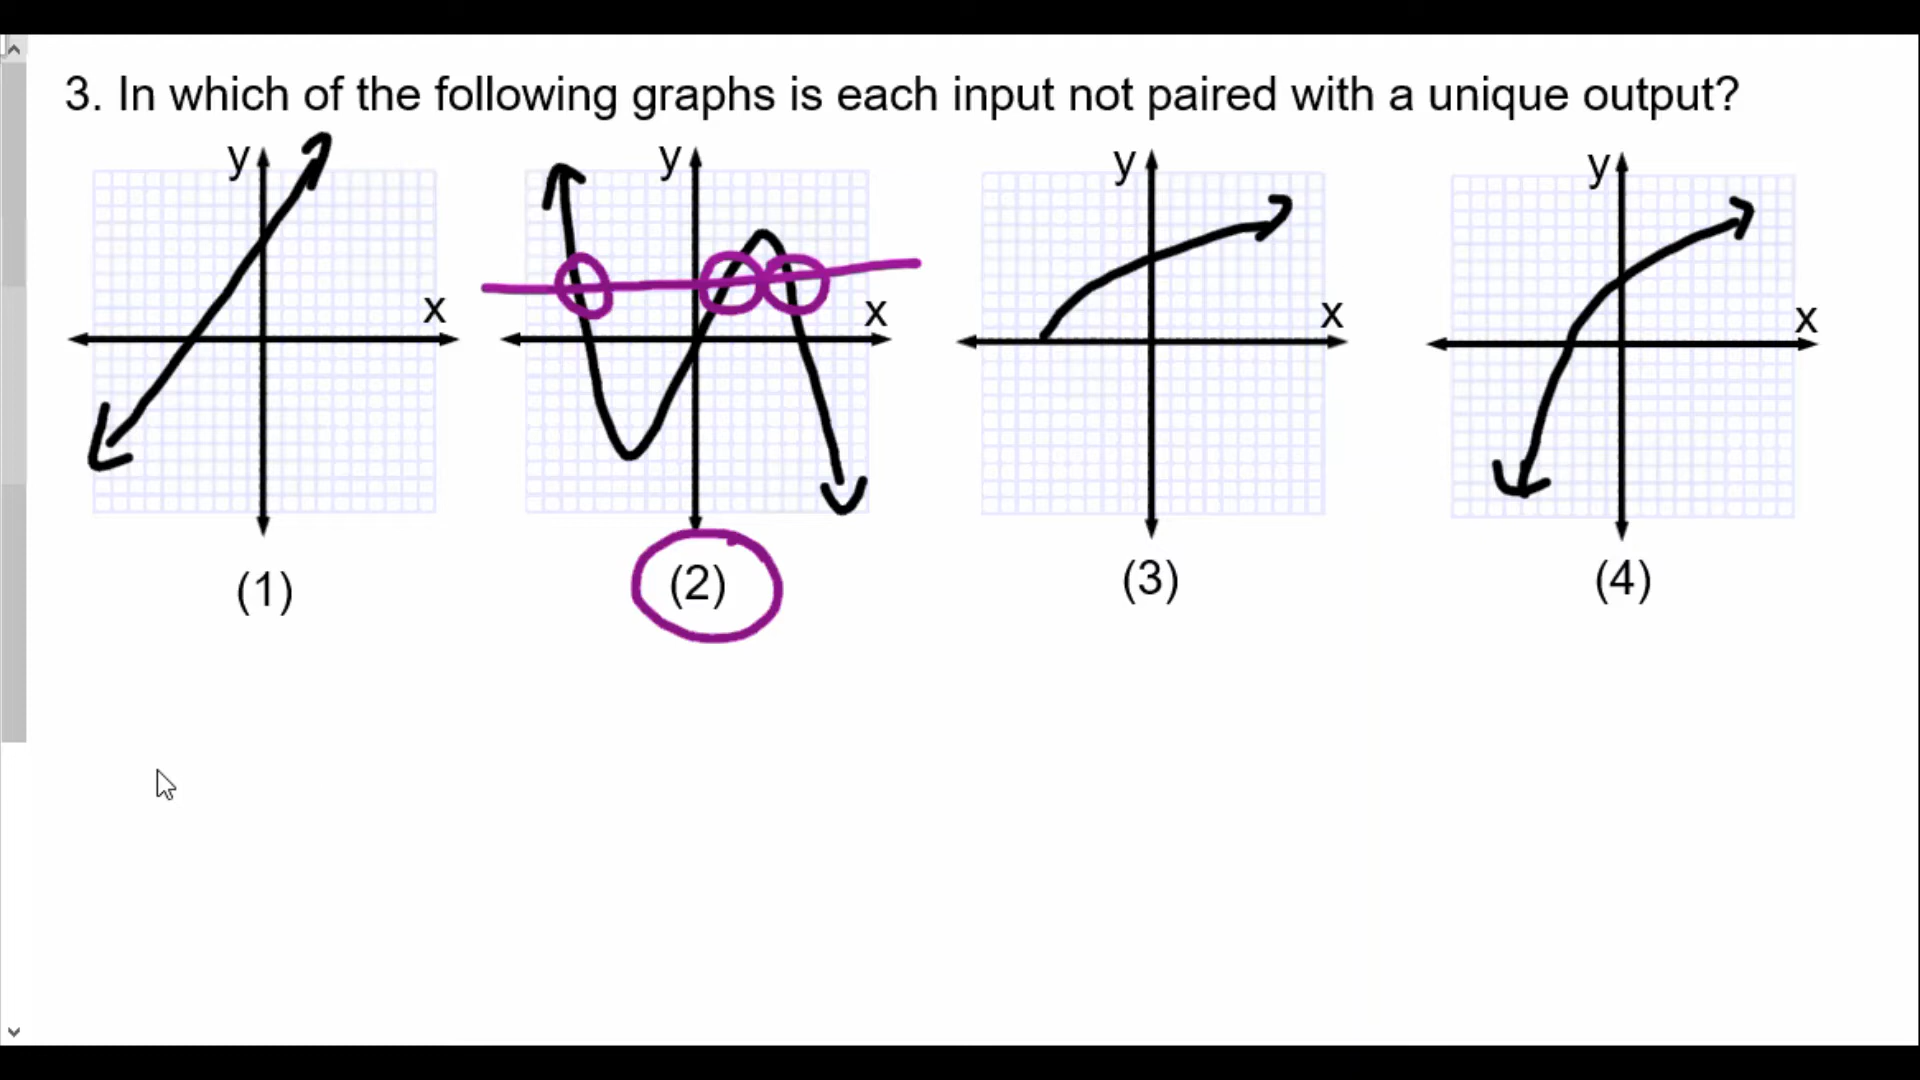 3. In which of the following graphs is each input not paired with a unique output?
y y y y
x x x x
(1) (2) (3) (4)